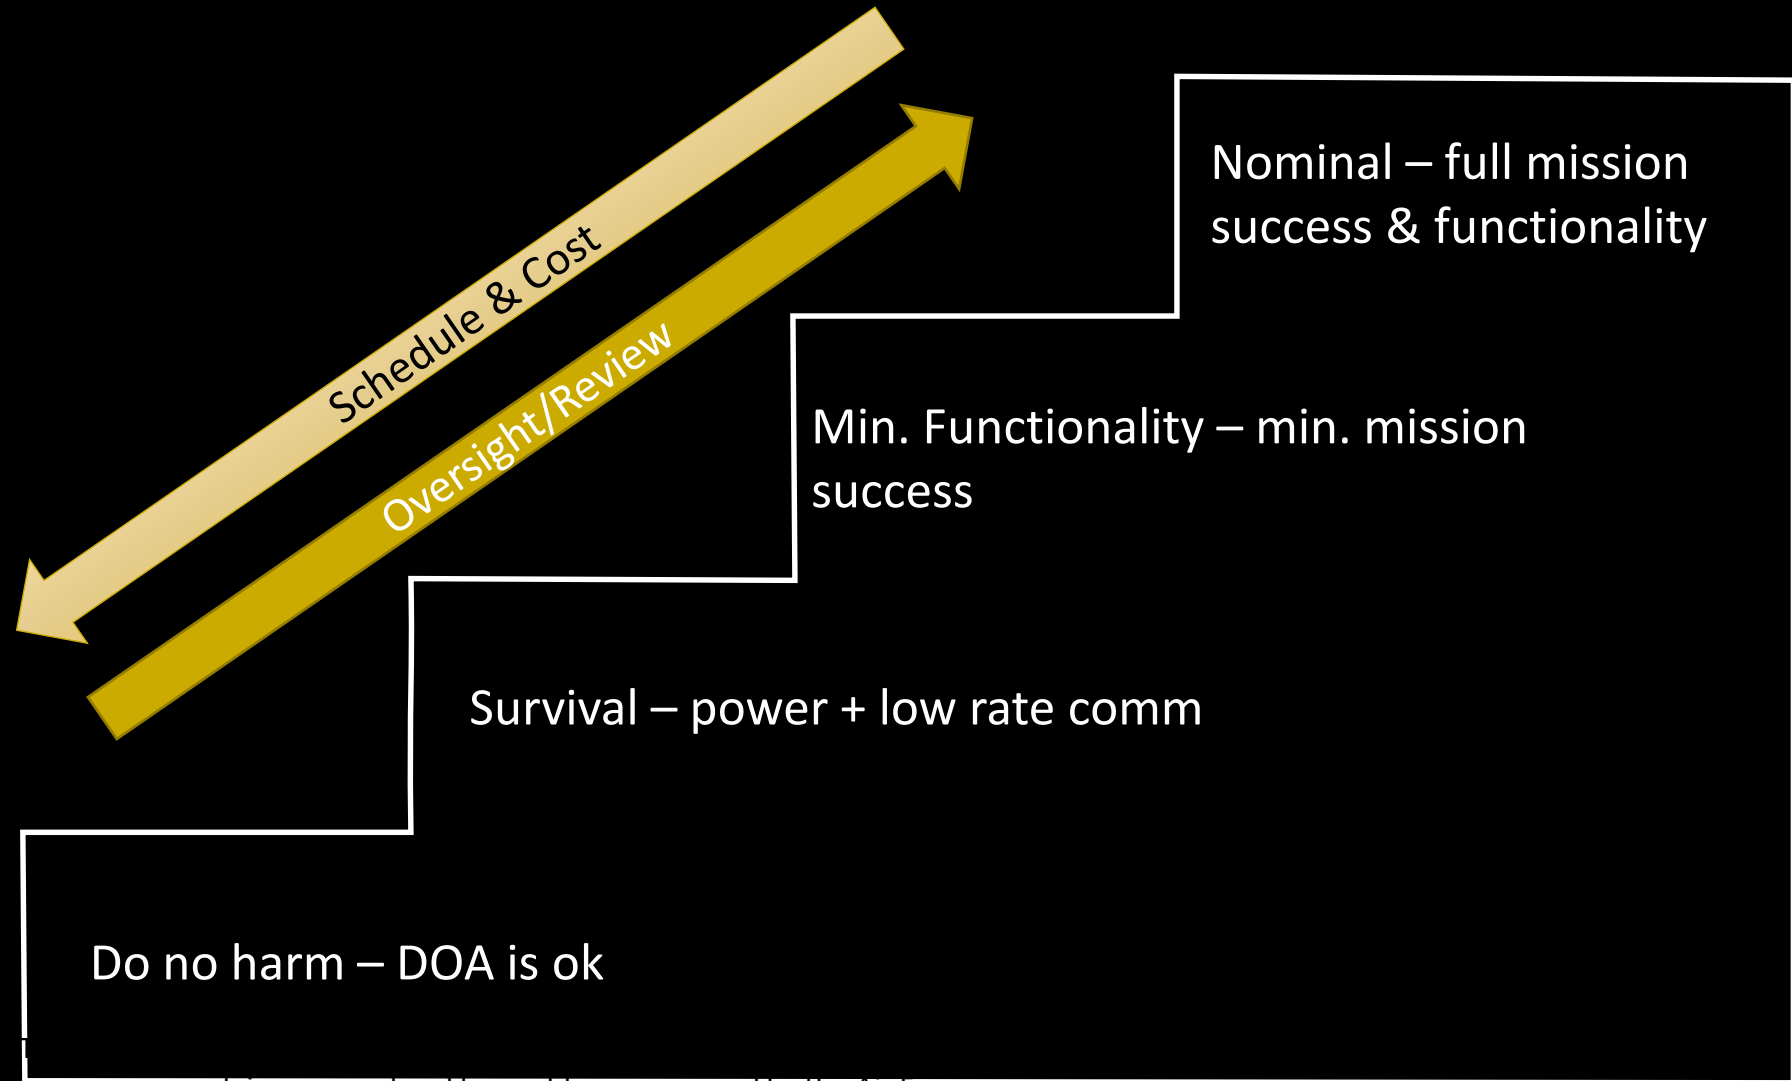 Schedule & Cost
Oversight/Review
Nominal – full mission
success & functionality
Min. Functionality – min. mission
success
Survival – power + low rate comm
Do no harm – DOA is ok